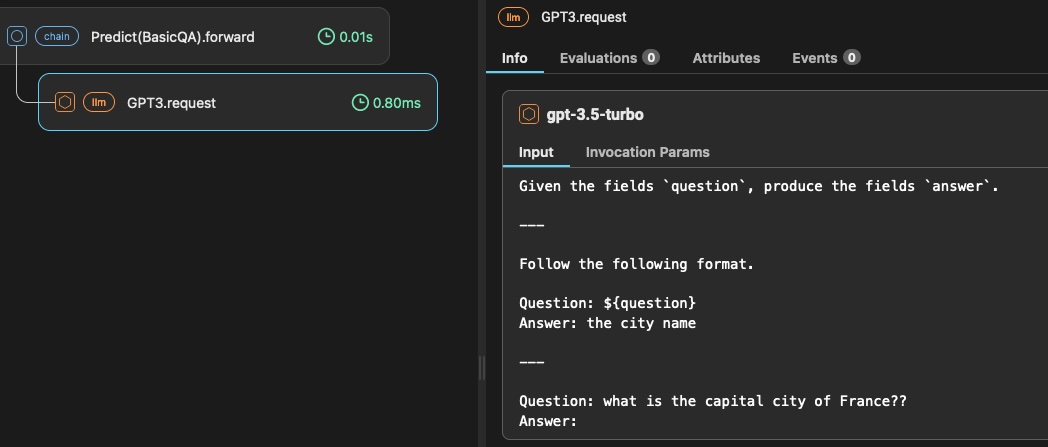 chain Predict(BasicQA).forward 0.01s
llm GPT3.request 0.80ms
llm GPT3.request
Info Evaluations 0 Attributes Events 0
gpt-3.5-turbo
Input Invocation Params
Given the fields `question`, produce the fields `answer`.
---
Follow the following format.
Question: ${question}
Answer: the city name
---
Question: what is the capital city of France??
Answer: